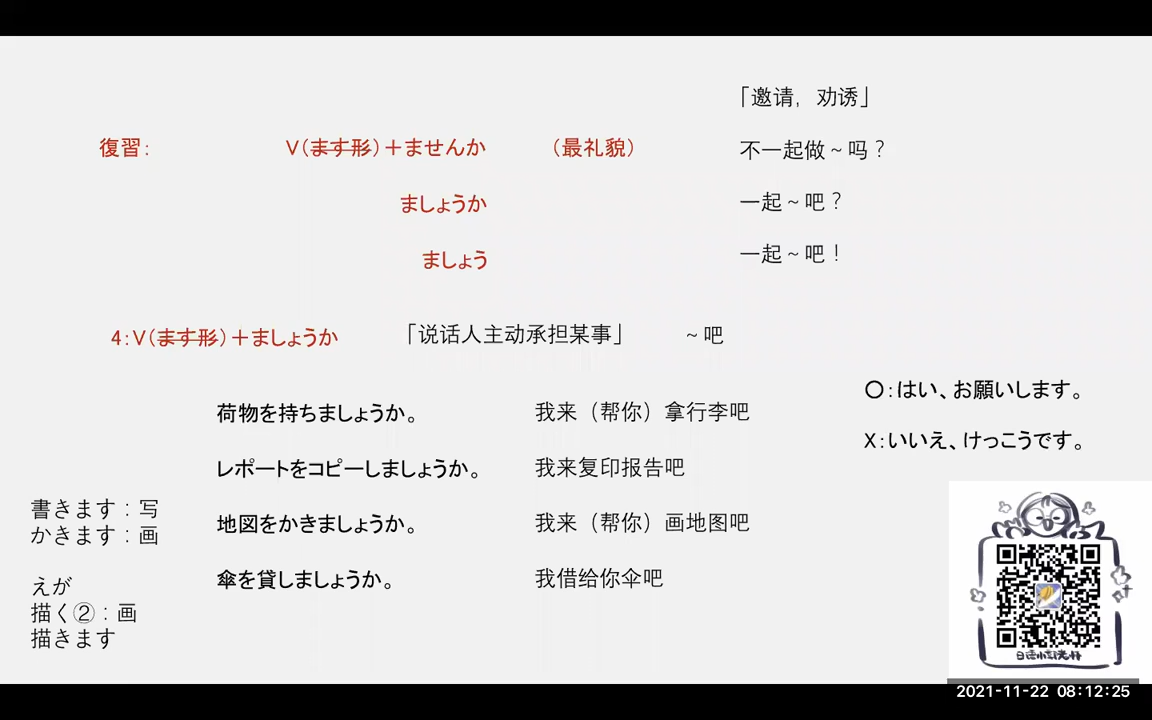 「邀请，劝诱」
復習： V（ます形）＋ませんか （最礼貌） 不一起做～吗？
ましょうか 一起～吧？
ましょう 一起～吧！
4：V（ます形）＋ましょうか 「说话人主动承担某事」 ～吧
〇：はい、お願いします。
荷物を持ちましょうか。 我来（帮你）拿行李吧
X：いいえ、けっこうです。
レポートをコピーしましょうか。 我来复印报告吧
書きます：写
地図をかきましょうか。 我来（帮你）画地图吧
かきます：画
傘を貸しましょうか。 我借给你伞吧
えが
描く②：画
描きます
2021-11-22 08:12:25